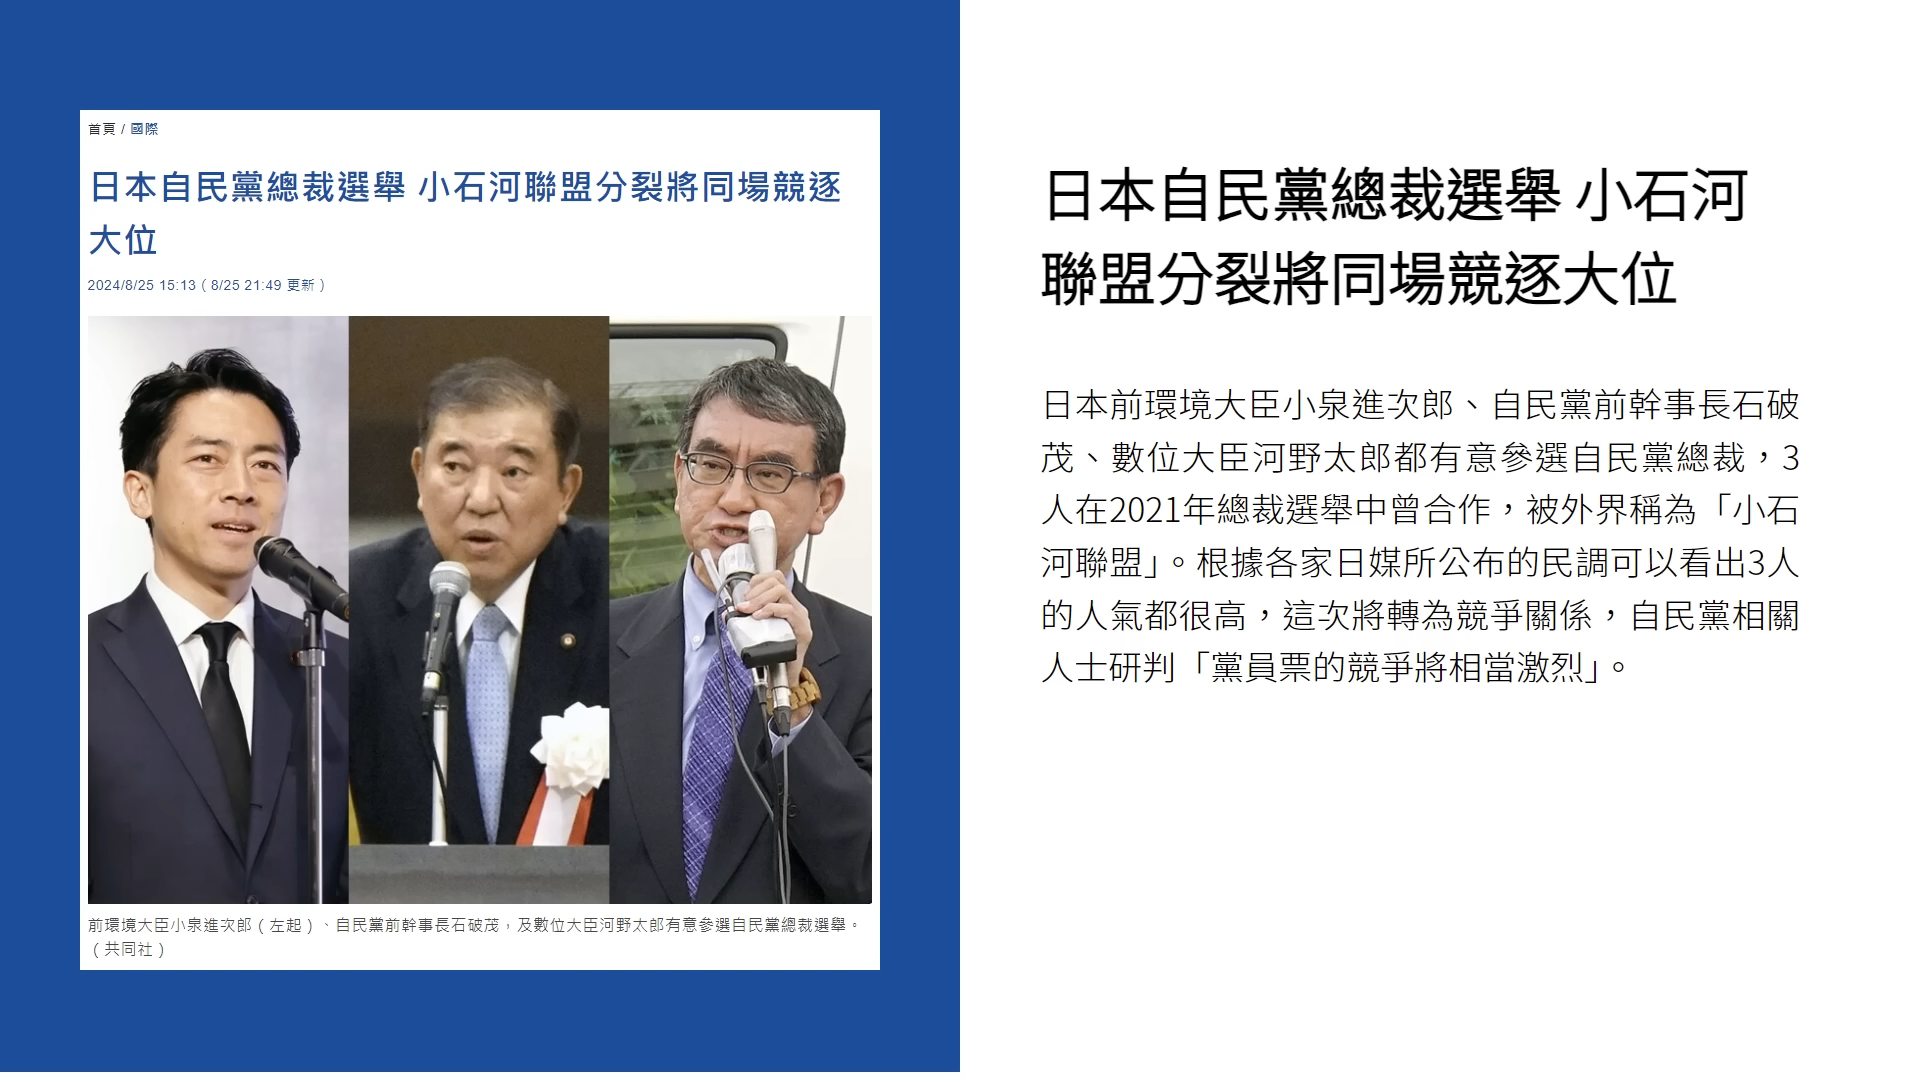 首頁 / 國際
日本自民黨總裁選舉 小石河聯盟分裂將同場競逐
大位
2024/8/25 15:13（8/25 21:49 更新）
前環境大臣小泉進次郎（左起）、自民黨前幹事長石破茂，及數位大臣河野太郎有意參選自民黨總裁選舉。
（共同社）
日本自民黨總裁選舉 小石河
聯盟分裂將同場競逐大位
日本前環境大臣小泉進次郎、自民黨前幹事長石破
茂、數位大臣河野太郎都有意參選自民黨總裁，3
人在2021年總裁選舉中曾合作，被外界稱為「小石
河聯盟」。根據各家日媒所公布的民調可以看出3人
的人氣都很高，這次將轉為競爭關係，自民黨相關
人士研判「黨員票的競爭將相當激烈」。